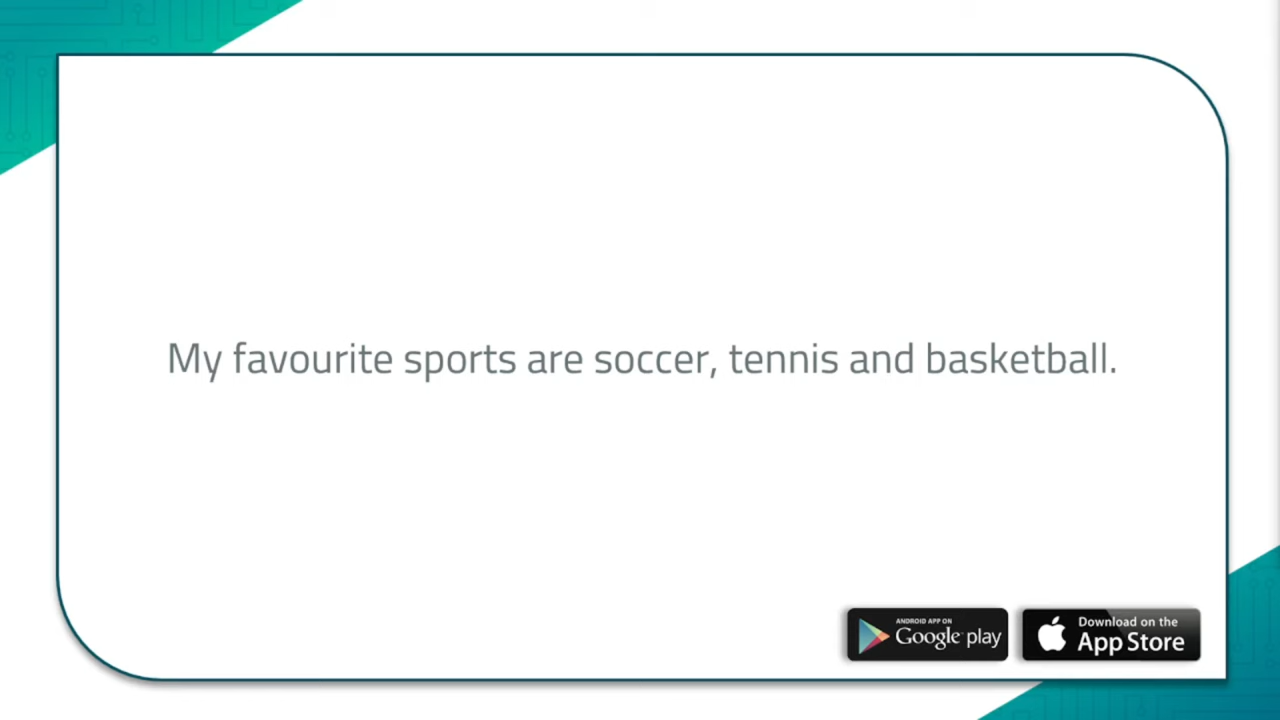 My favourite sports are soccer, tennis and basketball.
ANDROID APP ON
Google play
Download on the
App Store